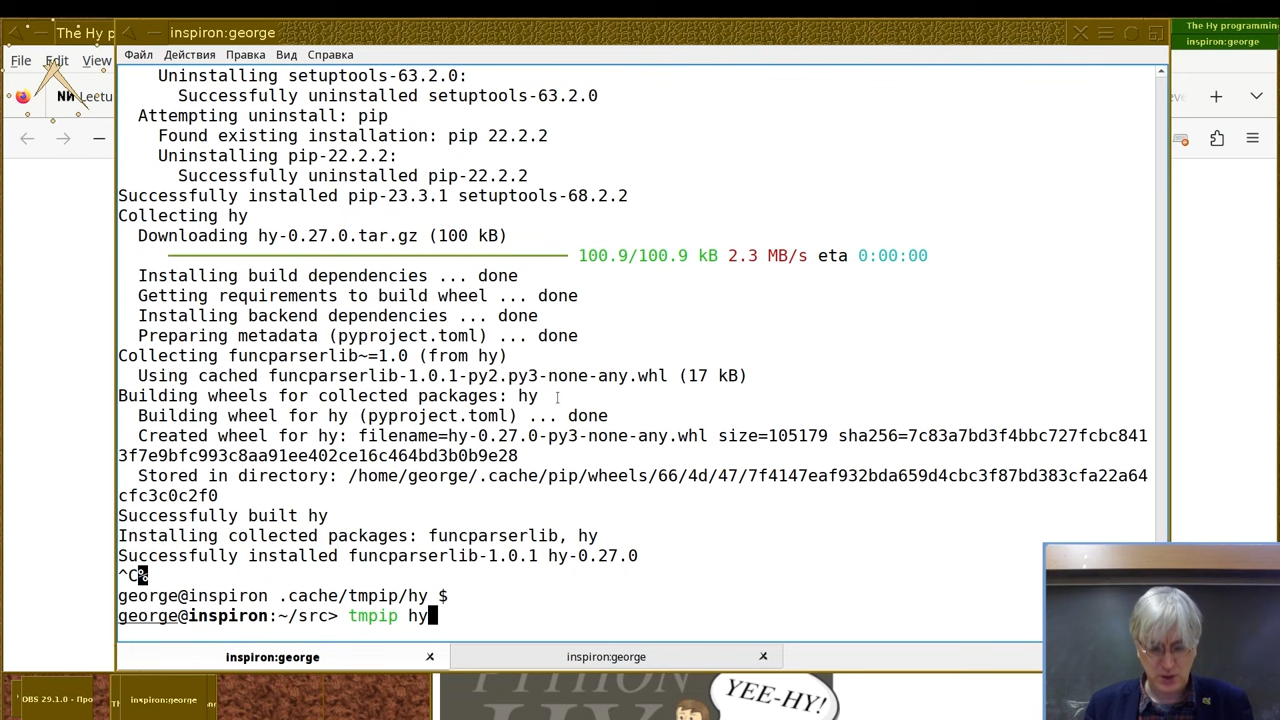 The Hy p
inspiron:george
The Hy programmin
inspiron:george
File Edit View
Файл Действия Правка Вид Справка
Leetu
Uninstalling setuptools-63.2.0:
Successfully uninstalled setuptools-63.2.0
Attempting uninstall: pip
Found existing installation: pip 22.2.2
Uninstalling pip-22.2.2:
Successfully uninstalled pip-22.2.2
Successfully installed pip-23.3.1 setuptools-68.2.2
Collecting hy
Downloading hy-0.27.0.tar.gz (100 kB)
100.9/100.9 kB 2.3 MB/s eta 0:00:00
Installing build dependencies ... done
Getting requirements to build wheel ... done
Installing backend dependencies ... done
Preparing metadata (pyproject.toml) ... done
Collecting funcparserlib~=1.0 (from hy)
Using cached funcparserlib-1.0.1-py2.py3-none-any.whl (17 kB)
Building wheels for collected packages: hy
Building wheel for hy (pyproject.toml) ... done
Created wheel for hy: filename=hy-0.27.0-py3-none-any.whl size=105179 sha256=7c83a7bd3f4bbc727fcbc841
3f7e9bfc993c8aa91ee402ce16c464bd3b0b9e28
Stored in directory: /home/george/.cache/pip/wheels/66/4d/47/7f4147eaf932bda659d4cbc3f87bd383cfa22a64
cfc3c0c2f0
Successfully built hy
Installing collected packages: funcparserlib, hy
Successfully installed funcparserlib-1.0.1 hy-0.27.0
^C%
george@inspiron .cache/tmpip/hy $
george@inspiron:~/src> tmpip hy
inspiron:george
inspiron:george
OBS 29.1.0 - Про
inspiron:george
PYTHON
HY
YEE-HY!